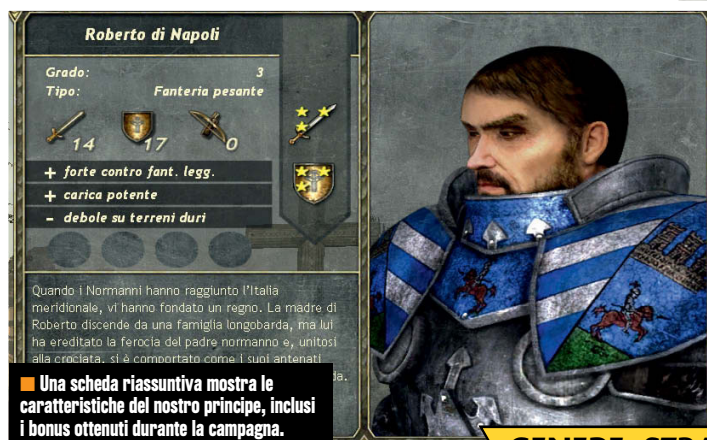 Roberto di Napoli
Grado: 3
Tipo: Fanteria pesante
14 17 0
+ forte contro fant. legg.
+ carica potente
- debole su terreni duri
Quando i Normanni hanno raggiunto l'Italia
meridionale, vi hanno fondato un regno. La madre di
Roberto discende da una famiglia longobarda, ma lui
ha ereditato la ferocia del padre normanno e, unitosi
alla crociata, si è comportato come i suoi antenati
da.
Una scheda riassuntiva mostra le
caratteristiche del nostro principe, inclusi
i bonus ottenuti durante la campagna.